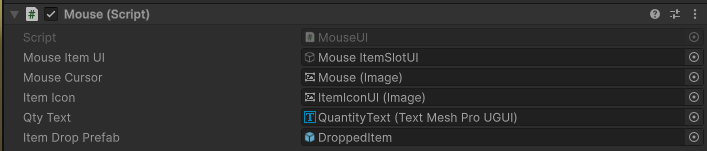 Mouse (Script)
Script MouseUI
Mouse Item UI Mouse ItemSlotUI
Mouse Cursor Mouse (Image)
Item Icon ItemIconUI (Image)
Qty Text QuantityText (Text Mesh Pro UGUI)
Item Drop Prefab DroppedItem